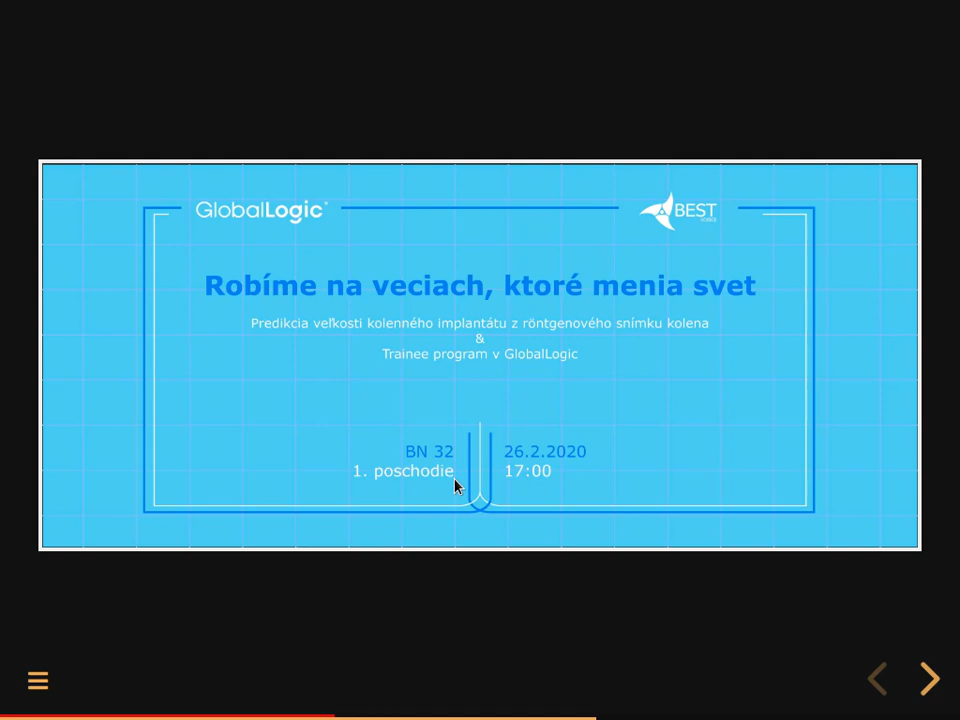 GlobalLogic
BEST
Robíme na veciach, ktoré menia svet
Predikcia veľkosti kolenného implantátu z röntgenového snímku kolena
&
Trainee program v GlobalLogic
BN 32
1. poschodie
26.2.2020
17:00